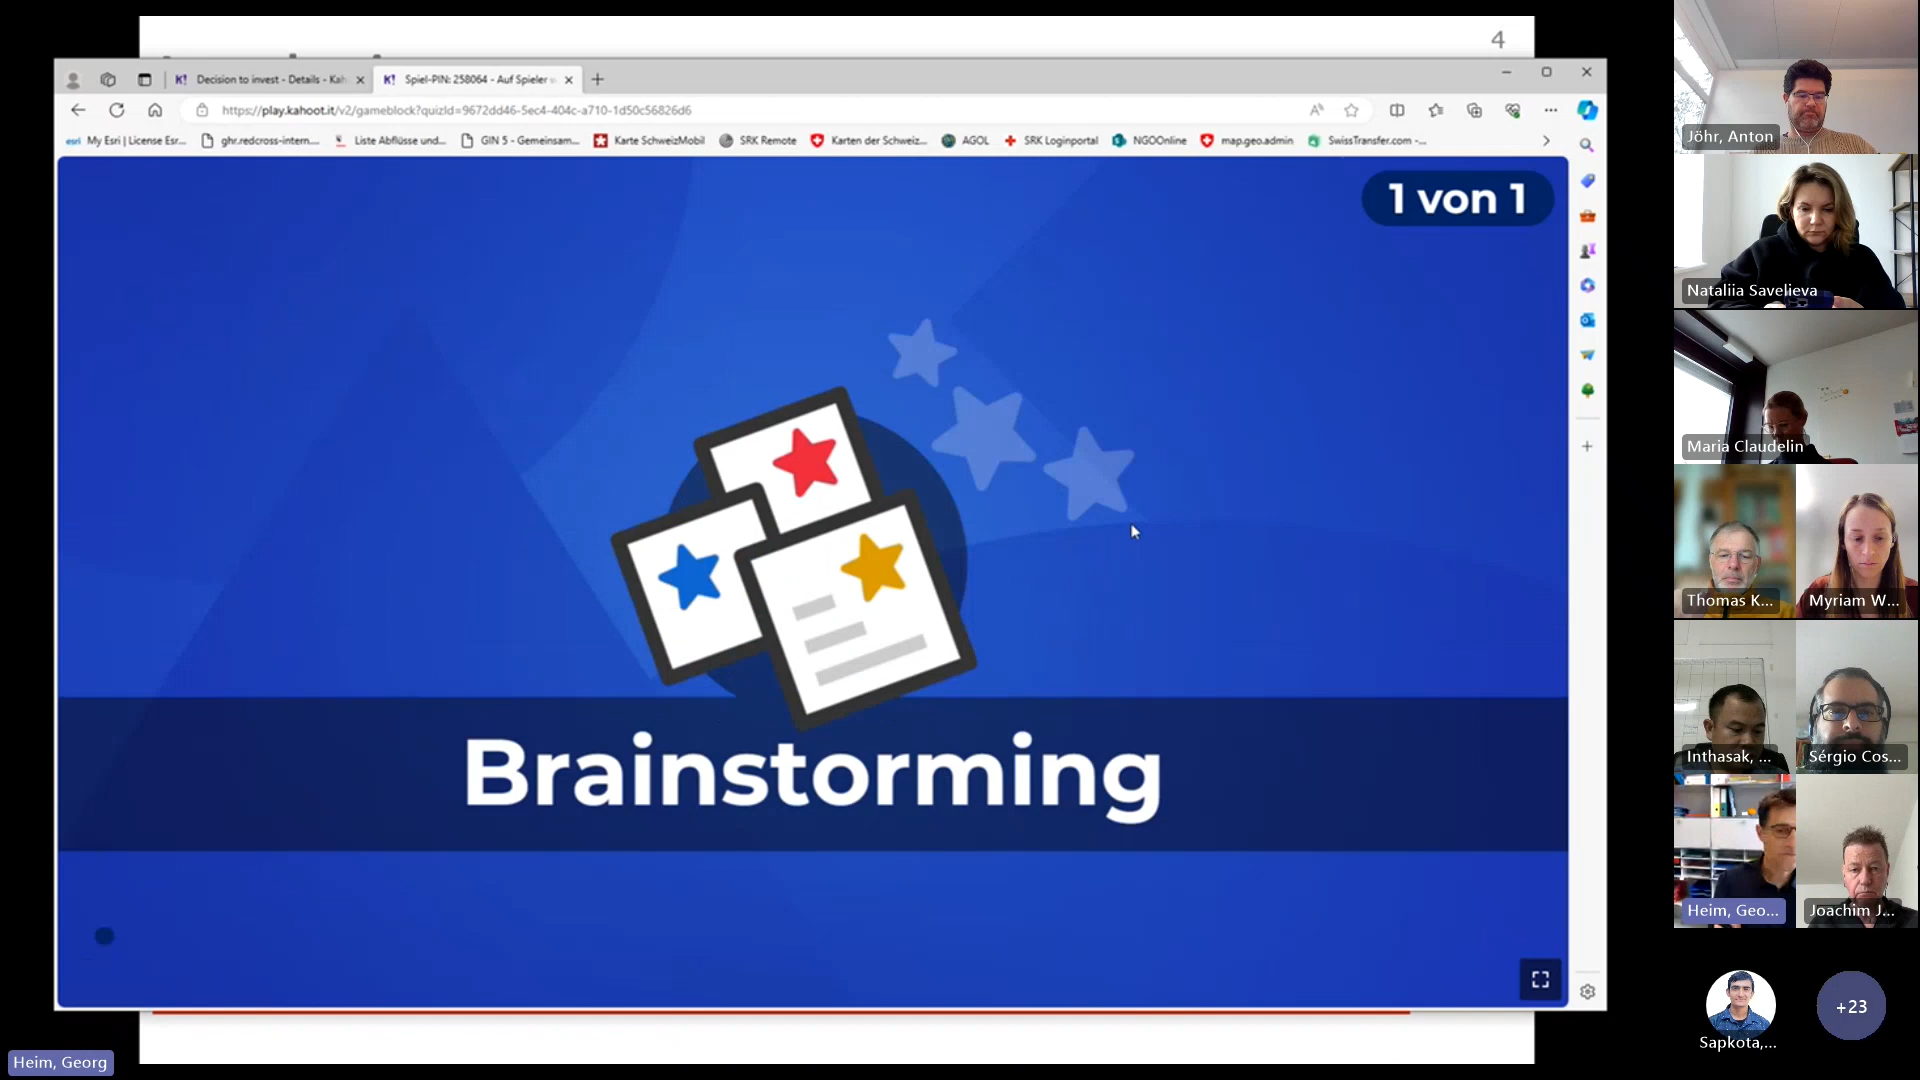 4
Decision to invest - Details - Kah
Spiel-PIN: 258064 - Auf Spieler w
https://play.kahoot.it/v2/gameblock?quizId=9672dd46-5ec4-404c-a710-1d50c56826d6
esri My Esri | License Esr...
ghr.redcross-intern....
Liste Abflüsse und...
GIN 5 - Gemeinsam...
Karte SchweizMobil
SRK Remote
Karten der Schweiz...
AGOL
SRK Loginportal
NGOOnline
map.geo.admin
SwissTransfer.com -...
1 von 1
Brainstorming
Heim, Georg
Jöhr, Anton
Nataliia Savelieva
Maria Claudelin
Thomas K...
Myriam W...
Inthasak, ...
Sérgio Cos...
Heim, Geo...
Joachim J...
Sapkota,...
+23